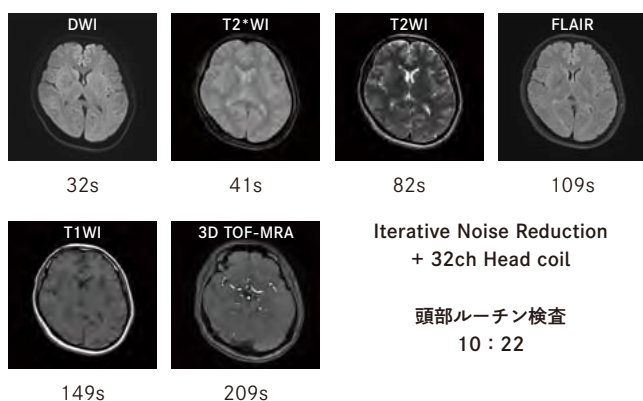 DWI
T2*WI
T2WI
FLAIR
32s
41s
82s
109s
T1WI
3D TOF-MRA
Iterative Noise Reduction
+ 32ch Head coil
頭部ルーチン検査
10：22
149s
209s